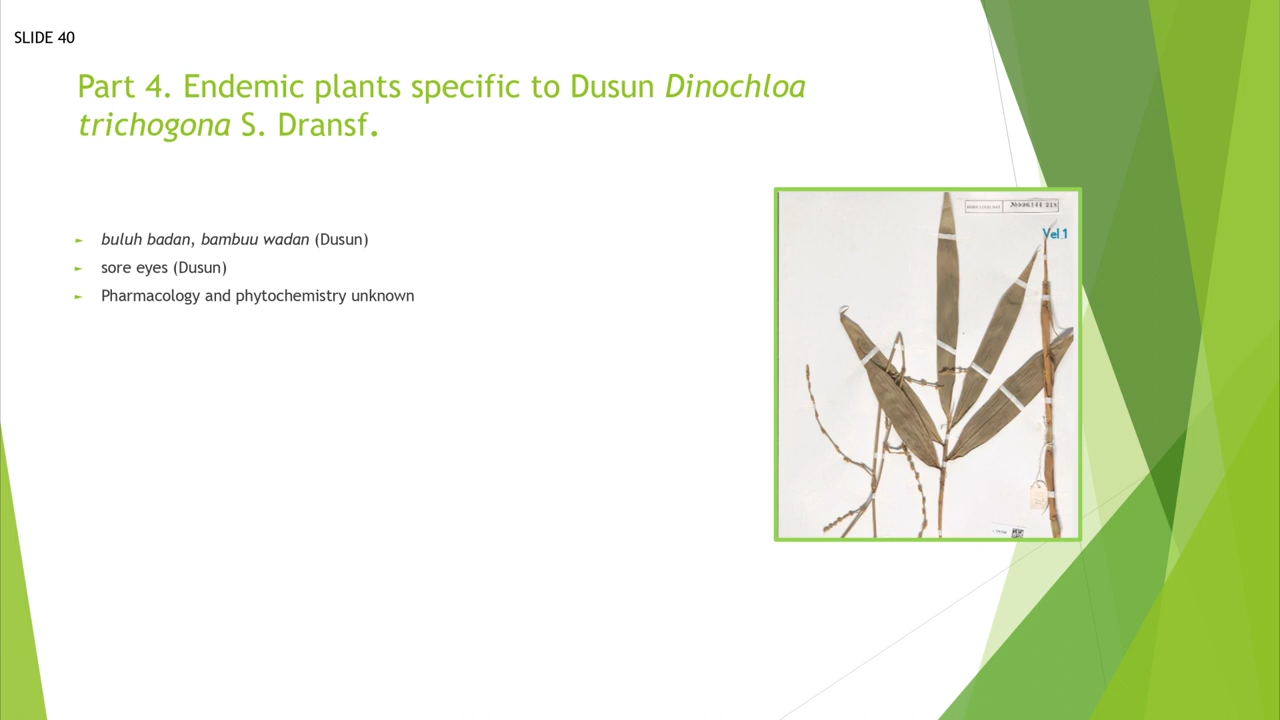 SLIDE 40
Part 4. Endemic plants specific to Dusun Dinochloa
trichogona S. Dransf.
buluh badan, bambuu wadan (Dusun)
sore eyes (Dusun)
Pharmacology and phytochemistry unknown
Vel 1